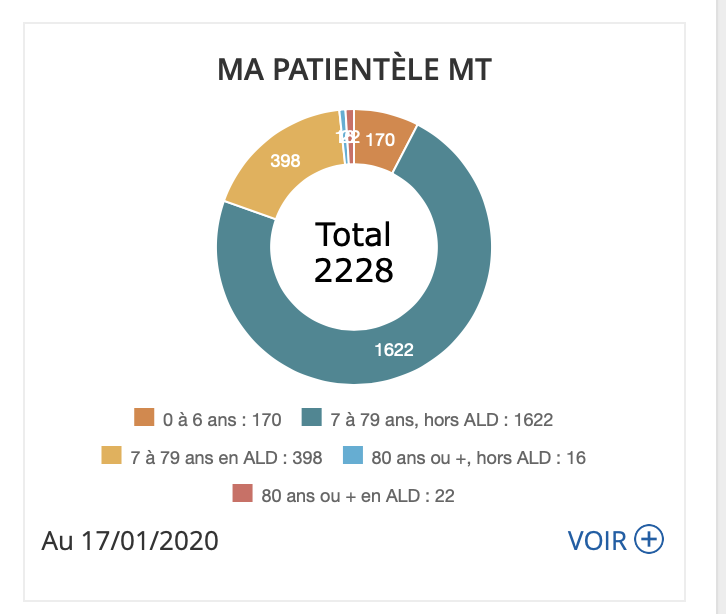 MA PATIENTÈLE MT
398
16
22
170
Total
2228
1622
0 à 6 ans : 170
7 à 79 ans, hors ALD : 1622
7 à 79 ans en ALD : 398
80 ans ou +, hors ALD : 16
80 ans ou + en ALD : 22
Au 17/01/2020
VOIR